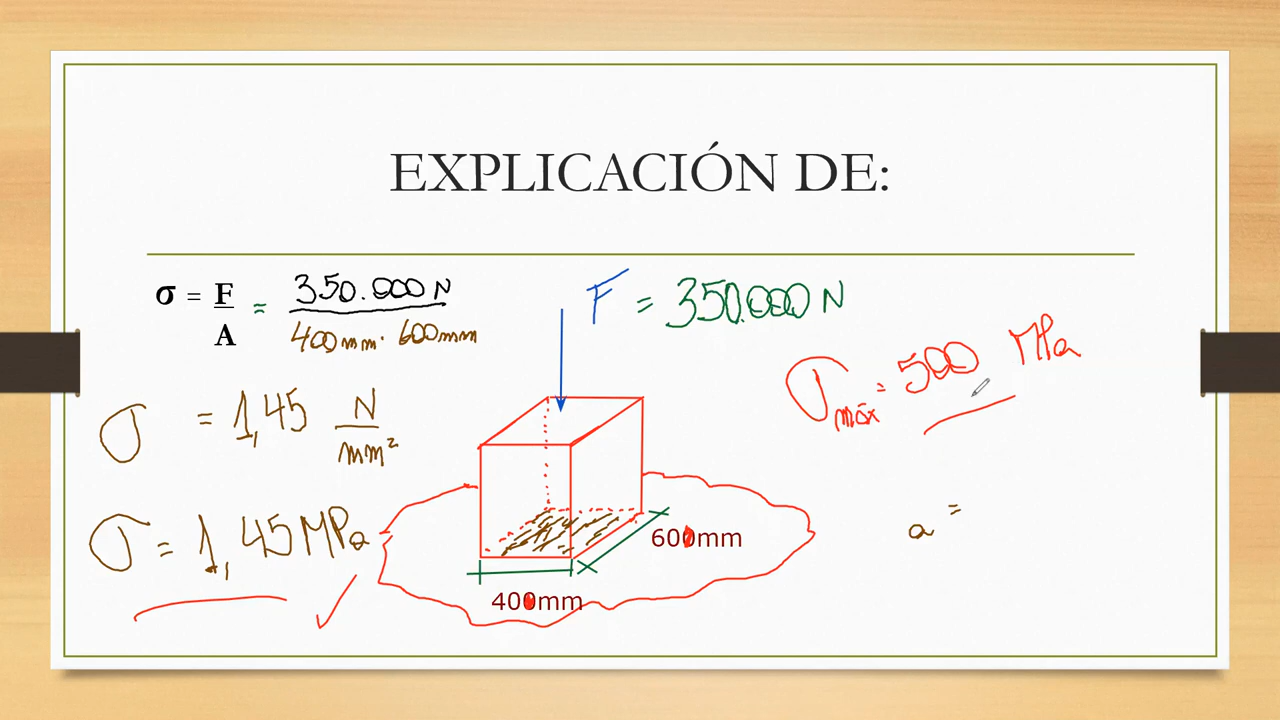 EXPLICACIÓN DE:
σ = F/A = 350.000 N / 400mm · 600mm
F = 350.000 N
σmáx = 500 MPa
σ = 1,45 N/mm²
σ = 1,45 MPa
a =
600mm
400mm